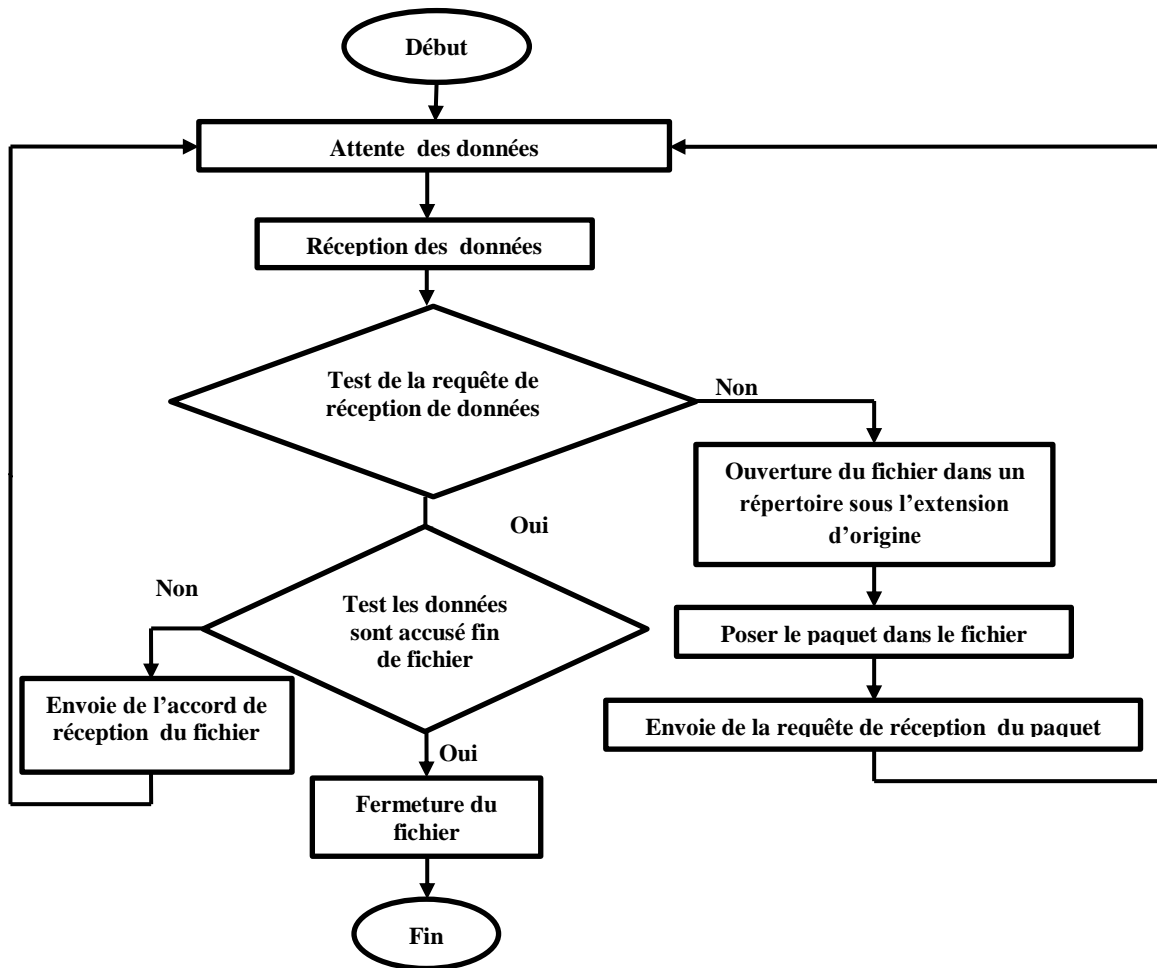 Début
Attente des données
Réception des données
Test de la requête de
réception de données
Non
Ouverture du fichier dans un
répertoire sous l’extension
d’origine
Oui
Non
Test les données
sont accusé fin
de fichier
Poser le paquet dans le fichier
Envoie de l’accord de
réception du fichier
Envoie de la requête de réception du paquet
Oui
Fermeture du
fichier
Fin